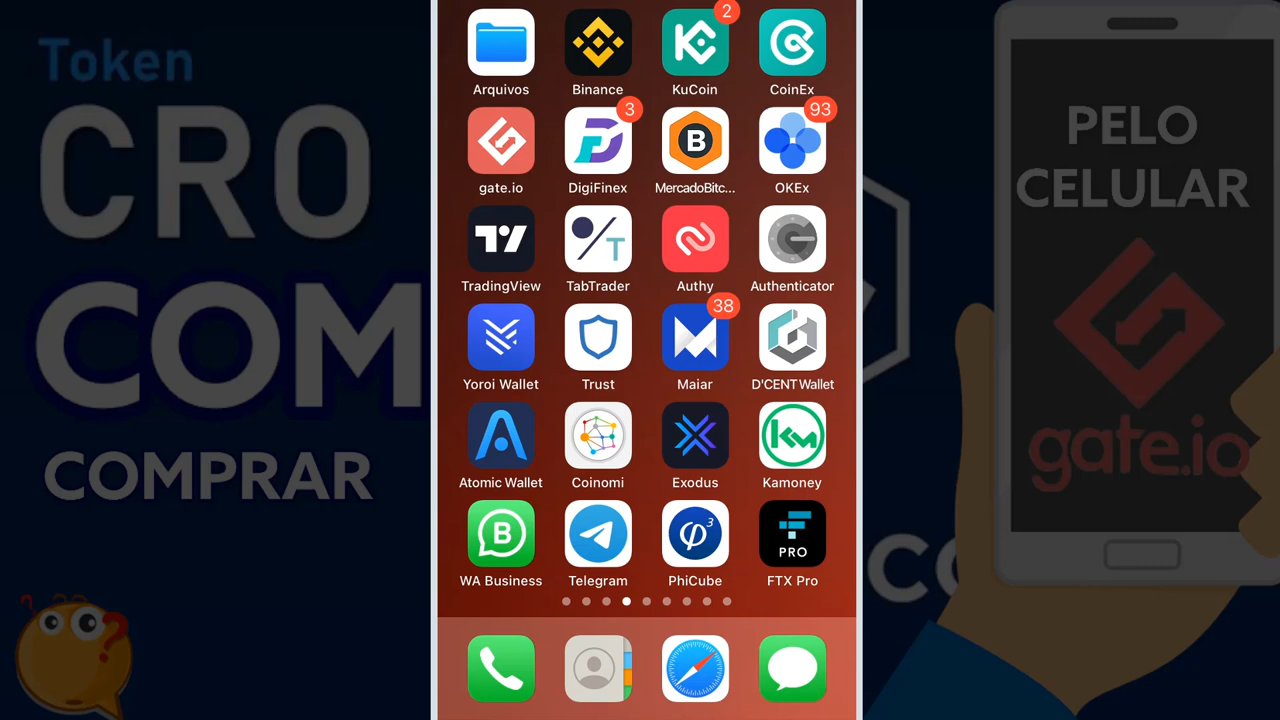 Token
CRO
COM
COMPRAR
2
Arquivos
Binance
KuCoin
CoinEx
3
93
B
gate.io
DigiFinex
MercadoBitc...
OKEx
TradingView
TabTrader
Authy
Authenticator
38
Yoroi Wallet
Trust
Maiar
D'CENT Wallet
Atomic Wallet
Coinomi
Exodus
Kamoney
B
φ3
PRO
WA Business
Telegram
PhiCube
FTX Pro
PELO
CELULAR
gate.io
CO